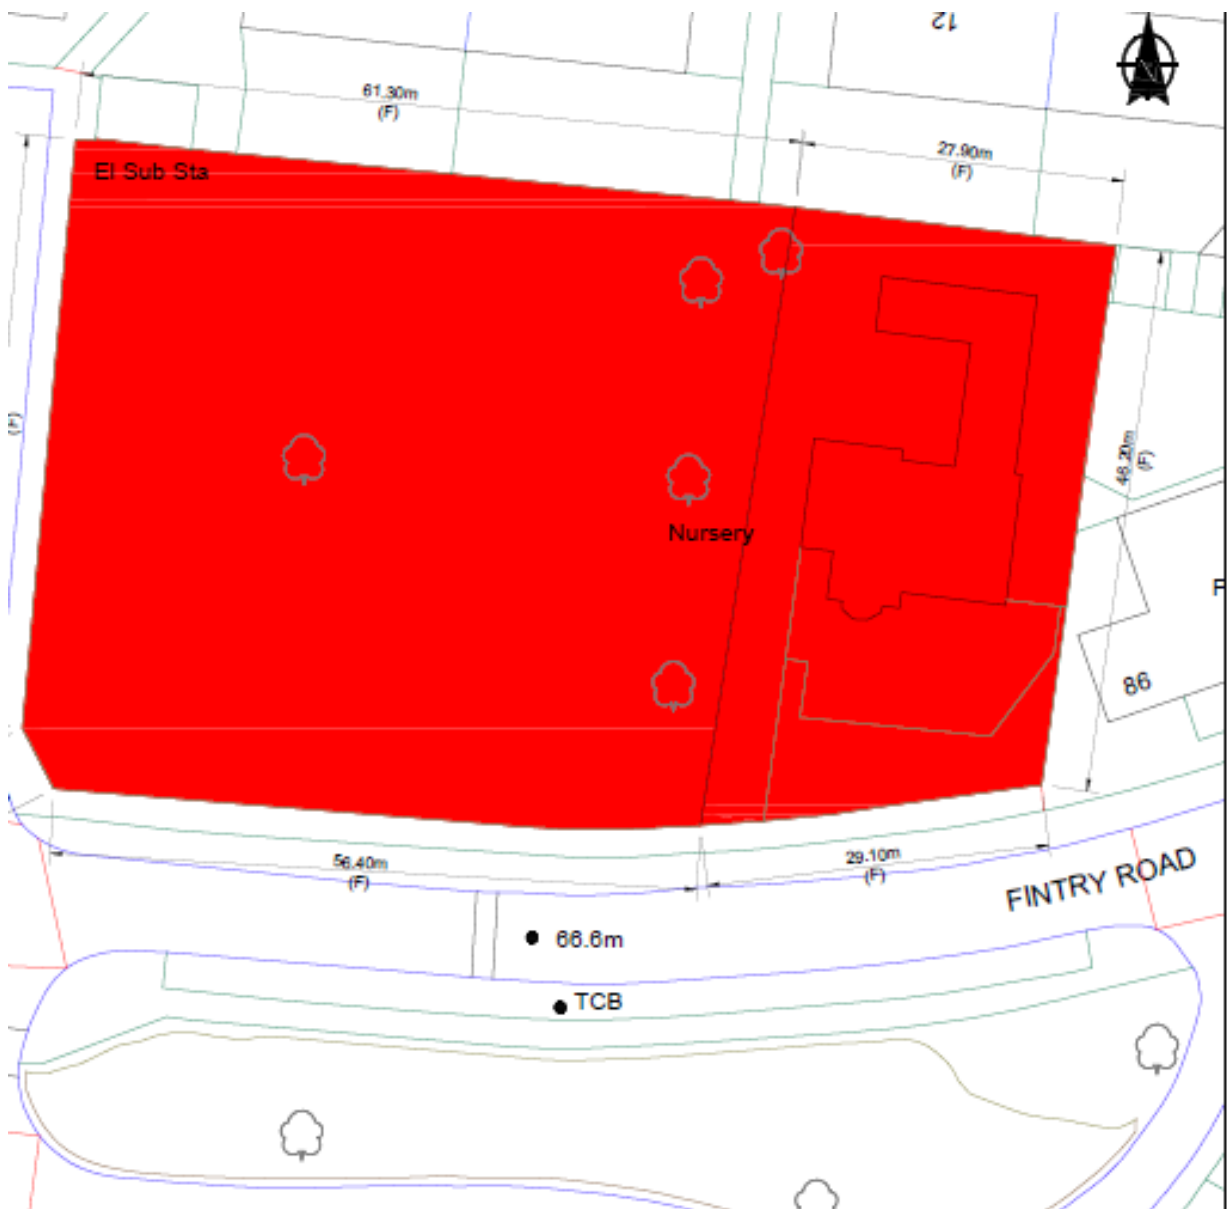 12
N
61.30m
(F)
27.90m
(F)
El Sub Sta
(F)
46.20m
(F)
Nursery
F
86
56.40m
(F)
29.10m
(F)
FINTRY ROAD
66.6m
TCB